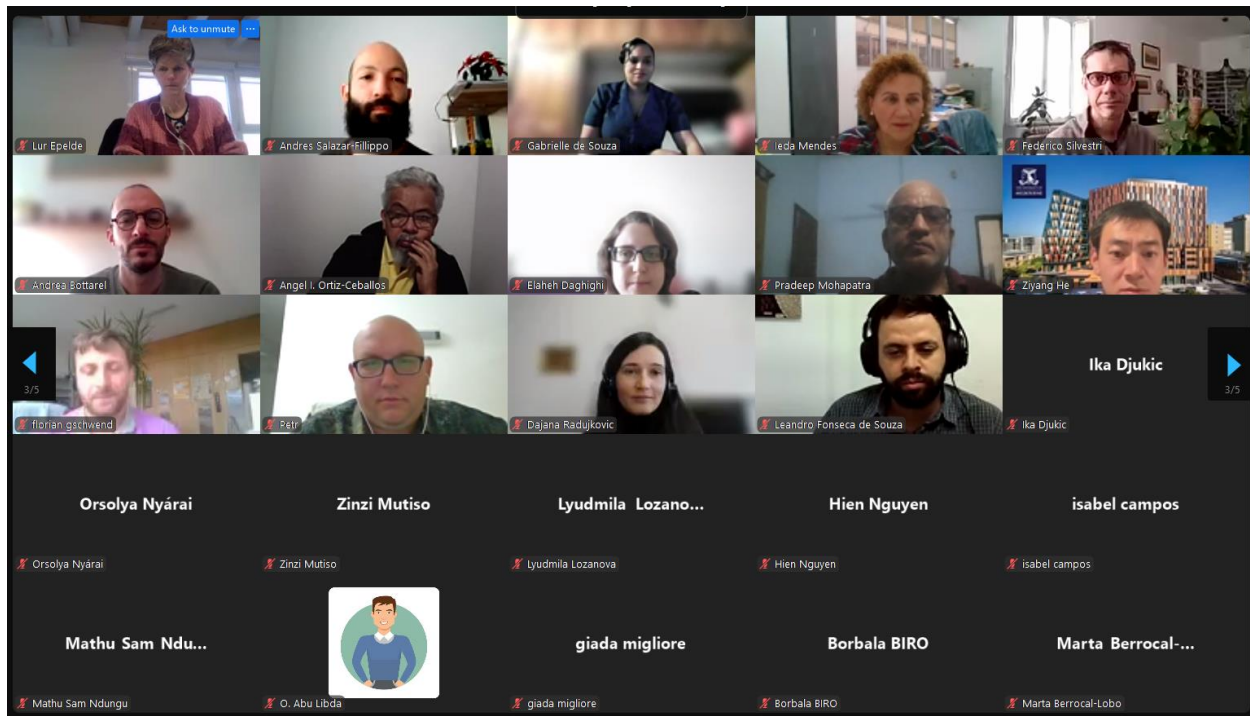 Ask to unmute ...
Lur Epelde
Andres Salazar-Fillippo
Gabrielle de Souza
Ieda Mendes
Federico Silvestri
Andrea Bottarel
Angel I. Ortiz-Ceballos
Elaheh Daghighi
Pradeep Mohapatra
MELBOURNE
Ziyang He
3/5
florian gschwend
Petr
Dajana Radujkovic
Leandro Fonseca de Souza
Ika Djukic
Ika Djukic
3/5
Orsolya Nyárai
Orsolya Nyárai
Zinzi Mutiso
Zinzi Mutiso
Lyudmila Lozano...
Lyudmila Lozanova
Hien Nguyen
Hien Nguyen
isabel campos
isabel campos
Mathu Sam Ndu...
Mathu Sam Ndungu
O. Abu Libda
giada migliore
giada migliore
Borbala BIRO
Borbala BIRO
Marta Berrocal-...
Marta Berrocal-Lobo